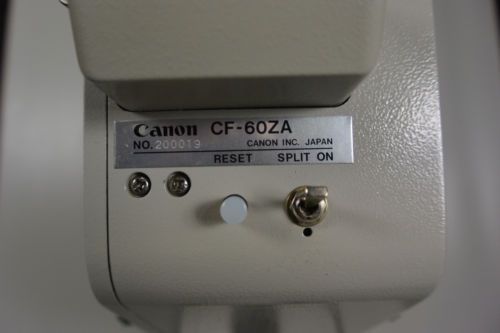 Canon CF-60ZA
NO. 200019 CANON INC. JAPAN
RESET SPLIT ON